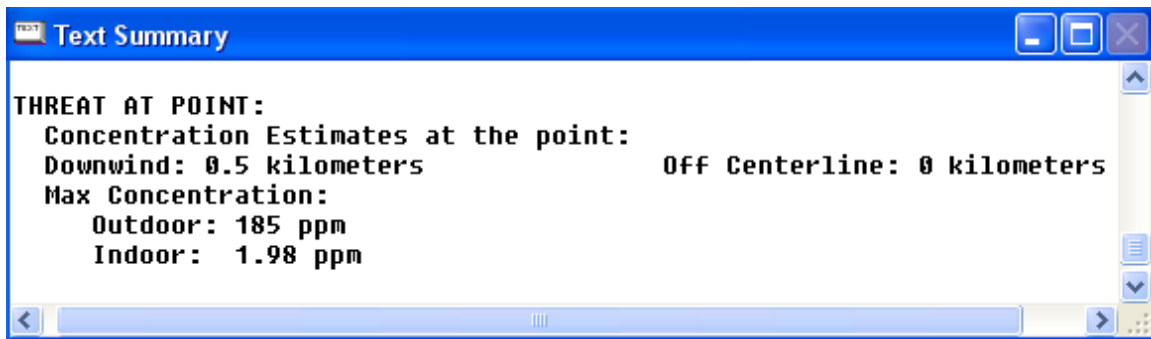 Text Summary
THREAT AT POINT:
Concentration Estimates at the point:
Downwind: 0.5 kilometers Off Centerline: 0 kilometers
Max Concentration:
Outdoor: 185 ppm
Indoor: 1.98 ppm